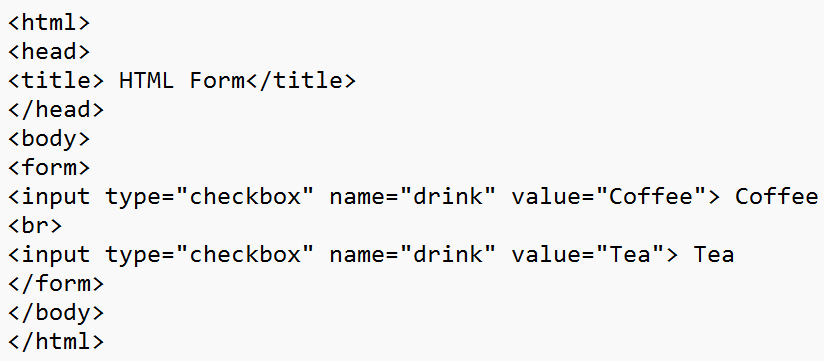 <html>
<head>
<title> HTML Form</title>
</head>
<body>
<form>
<input type="checkbox" name="drink" value="Coffee"> Coffee
<br>
<input type="checkbox" name="drink" value="Tea"> Tea
</form>
</body>
</html>